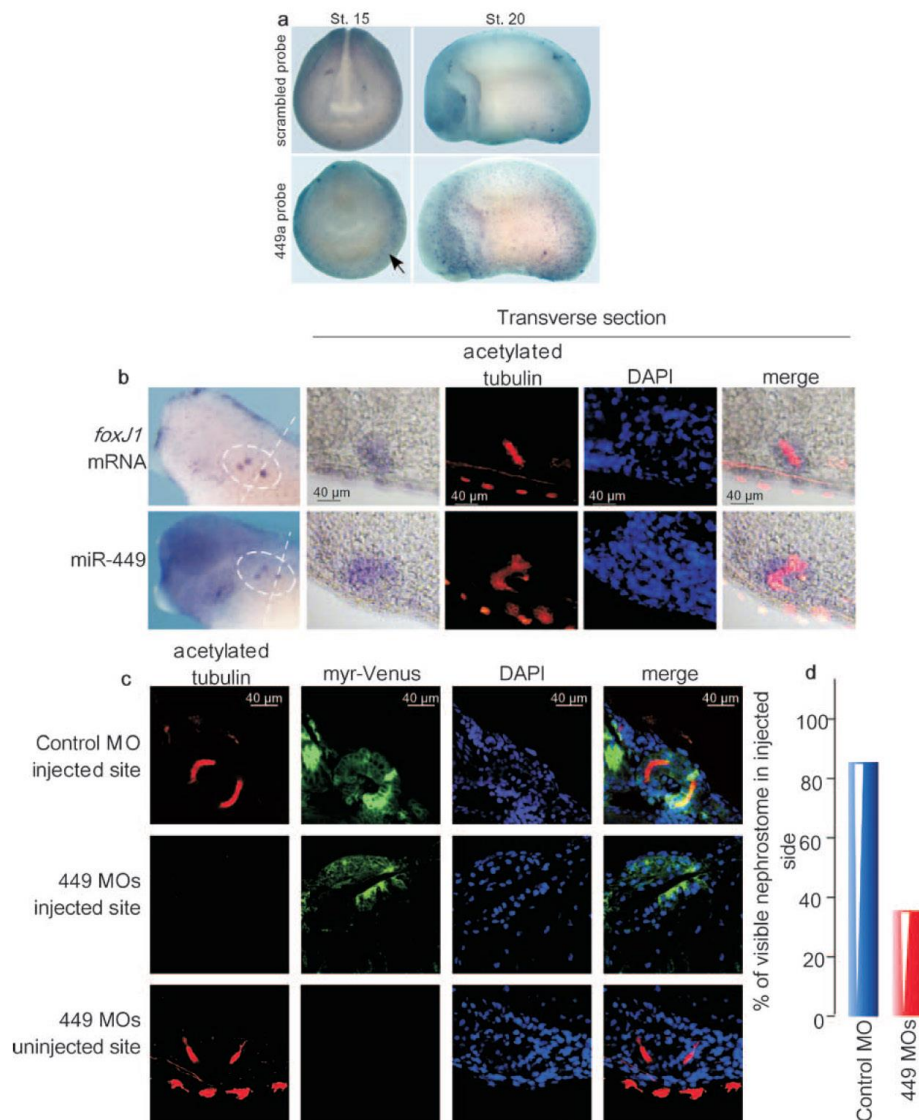 a
St. 15
St. 20
scrambled probe
449a probe
Transverse section
b
acetylated
tubulin
DAPI
merge
foxJ1
mRNA
40 µm
40 µm
40 µm
40 µm
miR-449
c
acetylated
tubulin
myr-Venus
DAPI
merge
Control MO
injected site
40 µm
40 µm
40 µm
40 µm
449 MOs
injected site
449 MOs
uninjected site
d
% of visible nephrostome in injected
side
100
80
60
40
20
0
Control MO
449 MOs